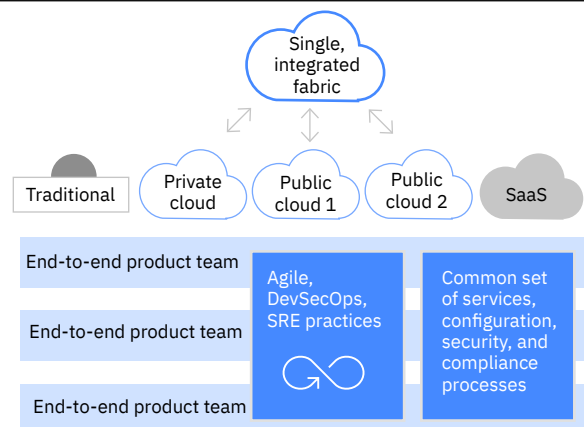 Single,
integrated
fabric
Traditional
Private
cloud
Public
cloud 1
Public
cloud 2
SaaS
End-to-end product team
End-to-end product team
End-to-end product team
Agile,
DevSecOps,
SRE practices
Common set
of services,
configuration,
security, and
compliance
processes